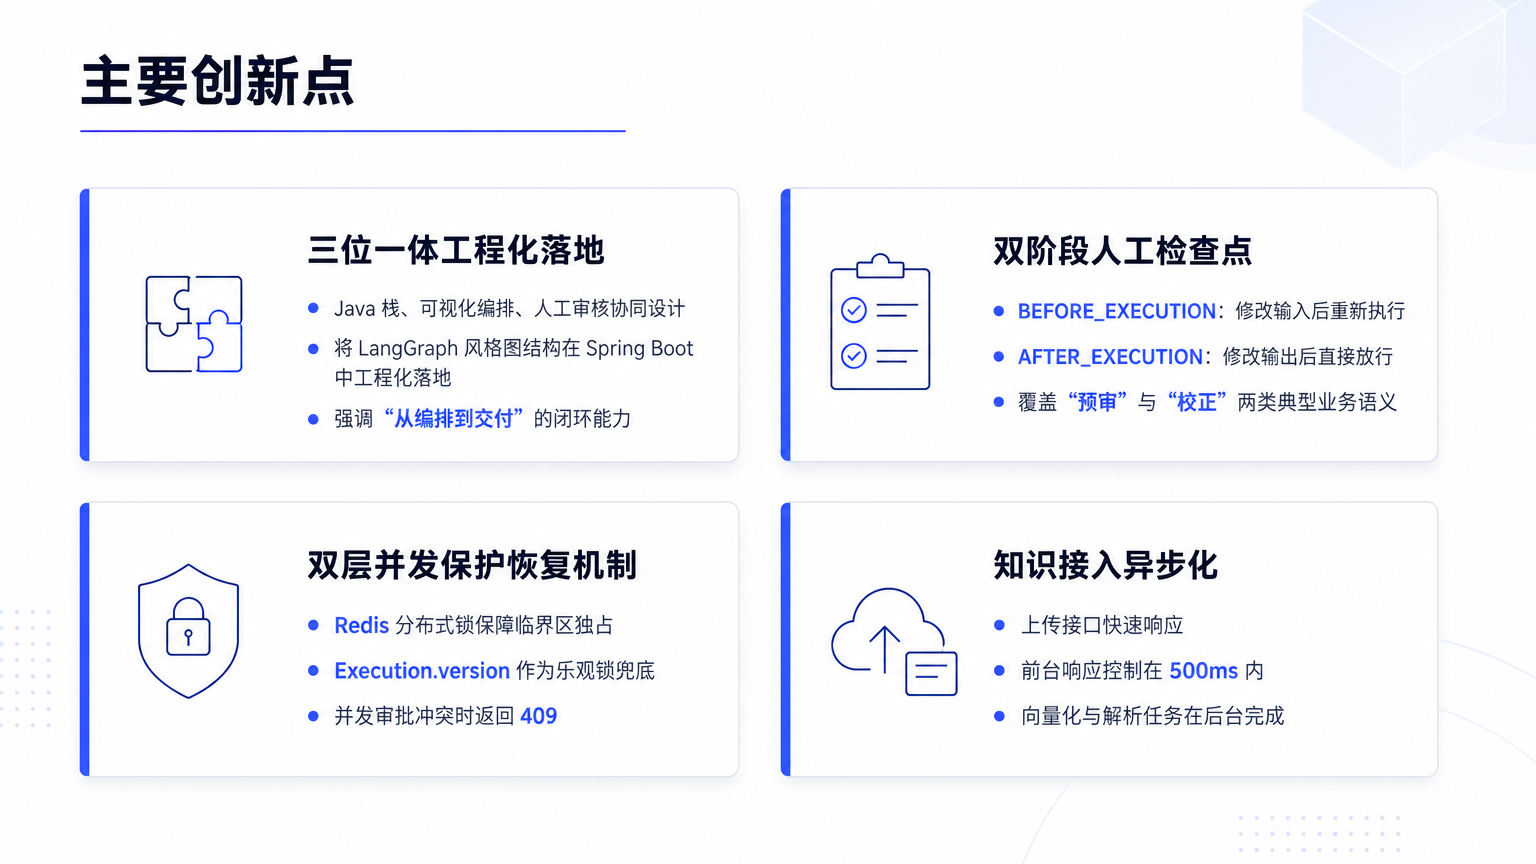 主要创新点
三位一体工程化落地
Java 栈、可视化编排、人工审核协同设计
将 LangGraph 风格图结构在 Spring Boot
中工程化落地
强调“从编排到交付”的闭环能力
双阶段人工检查点
BEFORE_EXECUTION：修改输入后重新执行
AFTER_EXECUTION：修改输出后直接放行
覆盖“预审”与“校正”两类典型业务语义
双层并发保护恢复机制
Redis 分布式锁保障临界区独占
Execution.version 作为乐观锁兜底
并发审批冲突时返回 409
知识接入异步化
上传接口快速响应
前台响应控制在 500ms 内
向量化与解析任务在后台完成